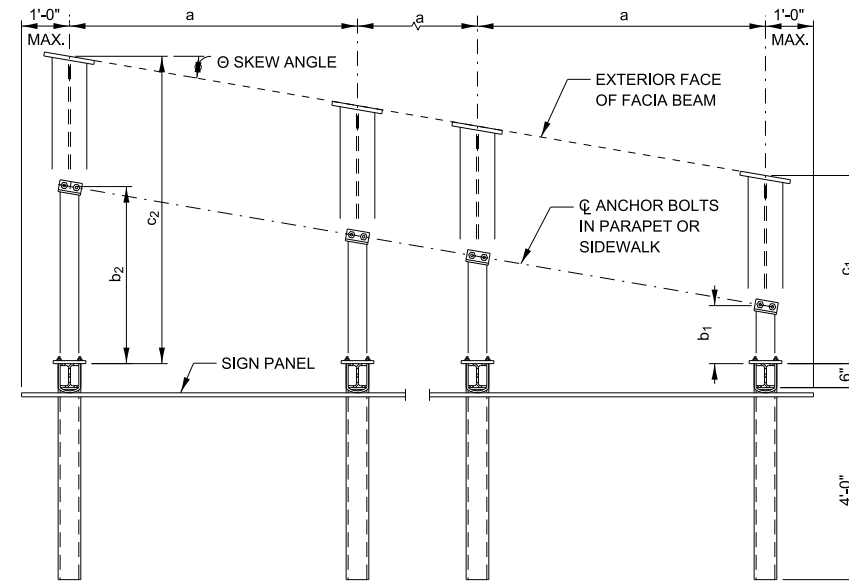 1'-0"
a
a
a
1'-0"
MAX.
MAX.
Θ SKEW ANGLE
EXTERIOR FACE
OF FACIA BEAM
℄ ANCHOR BOLTS
IN PARAPET OR
SIDEWALK
c2
b2
c1
b1
SIGN PANEL
6"
4'-0"